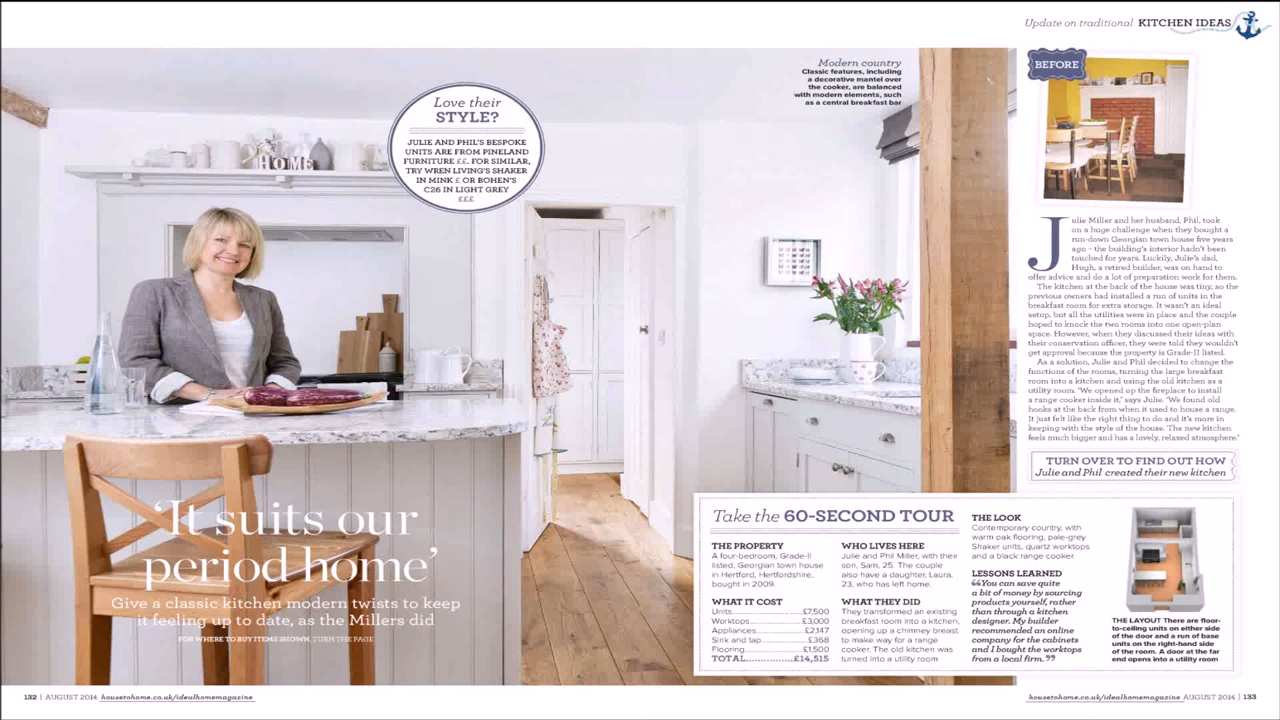 Update on traditional KITCHEN IDEAS
Modern country
Classic features, including
a decorative mantel over
the cooker, are balanced
with modern elements, such
as a central breakfast bar
BEFORE
Love their
STYLE?
JULIE AND PHIL'S BESPOKE
UNITS ARE FROM PINELAND
FURNITURE ££. FOR SIMILAR,
TRY WREN LIVING'S SHAKER
IN MINK £ OR BOHEN'S
C26 IN LIGHT GREY
£££
HOME
Julie Miller and her husband, Phil, took
on a huge challenge when they bought a
run-down Georgian town house five years
ago – the building's interior hadn't been
touched for years. Luckily, Julie's dad,
Hugh, a retired builder, was on hand to
offer advice and do a lot of preparation work for them.
The kitchen at the back of the house was tiny, so the
previous owners had installed a run of units in the
breakfast room for extra storage. It wasn't an ideal
setup, but all the utilities were in place and the couple
hoped to knock the two rooms into one open-plan
space. However, when they discussed their ideas with
their conservation officer, they were told they wouldn't
get approval because the property is Grade-II listed.
As a solution, Julie and Phil decided to change the
functions of the rooms, turning the large breakfast
room into a kitchen and using the old kitchen as a
utility room. 'We opened up the fireplace to install
a range cooker inside it,' says Julie. 'We found old
hooks at the back from when it used to house a range.
It just felt like the right thing to do and it's more in
keeping with the style of the house. The new kitchen
feels much bigger and has a lovely, relaxed atmosphere.'
TURN OVER TO FIND OUT HOW
Julie and Phil created their new kitchen
'It suits our
period home'
Give a classic kitchen modern twists to keep
it feeling up to date, as the Millers did
FOR WHERE TO BUY ITEMS SHOWN, TURN THE PAGE
Take the 60-SECOND TOUR
THE PROPERTY
A four-bedroom, Grade-II
listed, Georgian town house
in Hertford, Hertfordshire,
bought in 2009.
WHAT IT COST
Units...................£7,500
Worktops.............£3,000
Appliances...........£2,147
Sink and tap...........£368
Flooring................£1,500
TOTAL................£14,515
WHO LIVES HERE
Julie and Phil Miller, with their
son, Sam, 25. The couple
also have a daughter, Laura,
23, who has left home.
WHAT THEY DID
They transformed an existing
breakfast room into a kitchen,
opening up a chimney breast
to make way for a range
cooker. The old kitchen was
turned into a utility room
THE LOOK
Contemporary country, with
warm oak flooring, pale-grey
Shaker units, quartz worktops
and a black range cooker.
LESSONS LEARNED
“You can save quite
a bit of money by sourcing
products yourself, rather
than through a kitchen
designer. My builder
recommended an online
company for the cabinets
and I bought the worktops
from a local firm.”
THE LAYOUT There are floor-
to-ceiling units on either side
of the door and a run of base
units on the right-hand side
of the room. A door at the far
end opens into a utility room
132 | AUGUST 2014 housetohome.co.uk/idealhomemagazine
housetohome.co.uk/idealhomemagazine AUGUST 2014 | 133